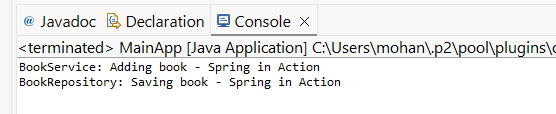 @ Javadoc Declaration Console
<terminated> MainApp [Java Application] C:\Users\mohan\.p2\pool\plugins\
BookService: Adding book - Spring in Action
BookRepository: Saving book - Spring in Action